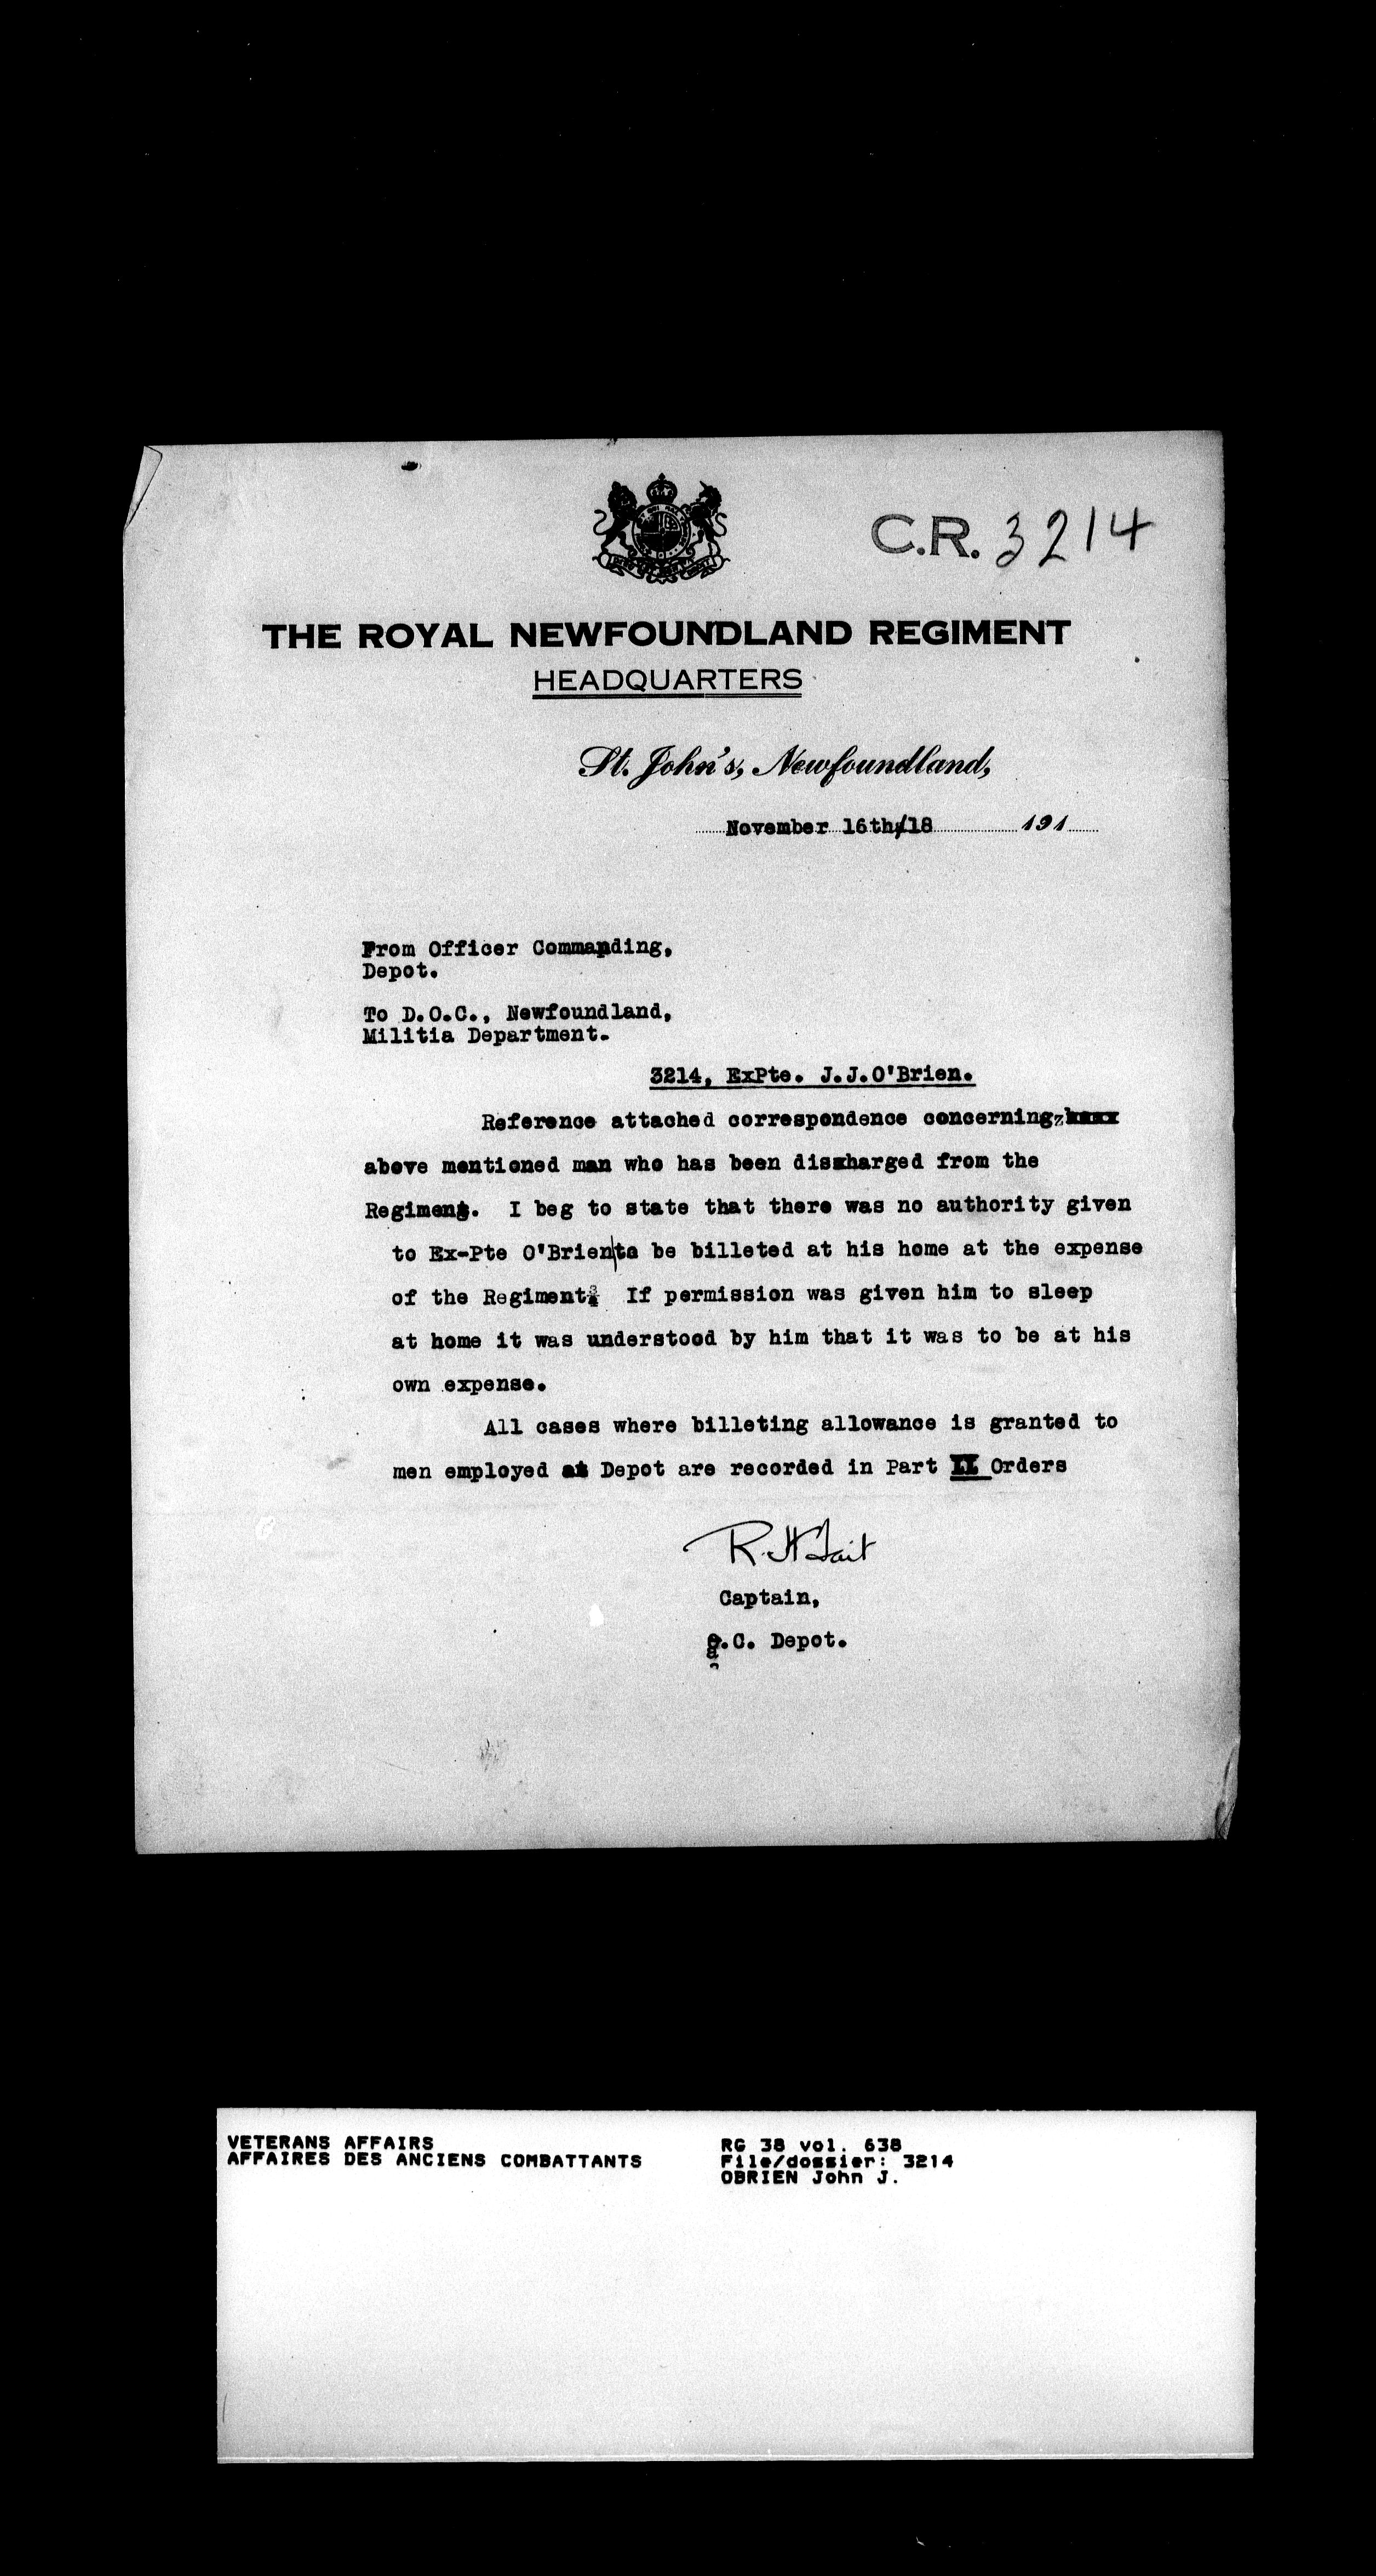 C.R. 3214
THE ROYAL NEWFOUNDLAND REGIMENT
HEADQUARTERS
St. John's, Newfoundland,
November 16th/18 191
From Officer Commanding,
Depot.
To D.O.C., Newfoundland,
Militia Department.
3214, ExPte. J.J.O'Brien.
Reference attached correspondence concerning
above mentioned man who has been discharged from the
Regiment. I beg to state that there was no authority given
to Ex-Pte O'Brien|to be billeted at his home at the expense
of the Regiment. If permission was given him to sleep
at home it was understood by him that it was to be at his
own expense.
All cases where billeting allowance is granted to
men employed at Depot are recorded in Part II Orders
R.H Tait
Captain,
O.C. Depot.
VETERANS AFFAIRS
AFFAIRES DES ANCIENS COMBATTANTS
RG 38 vol. 638
File/dossier: 3214
OBRIEN John J.